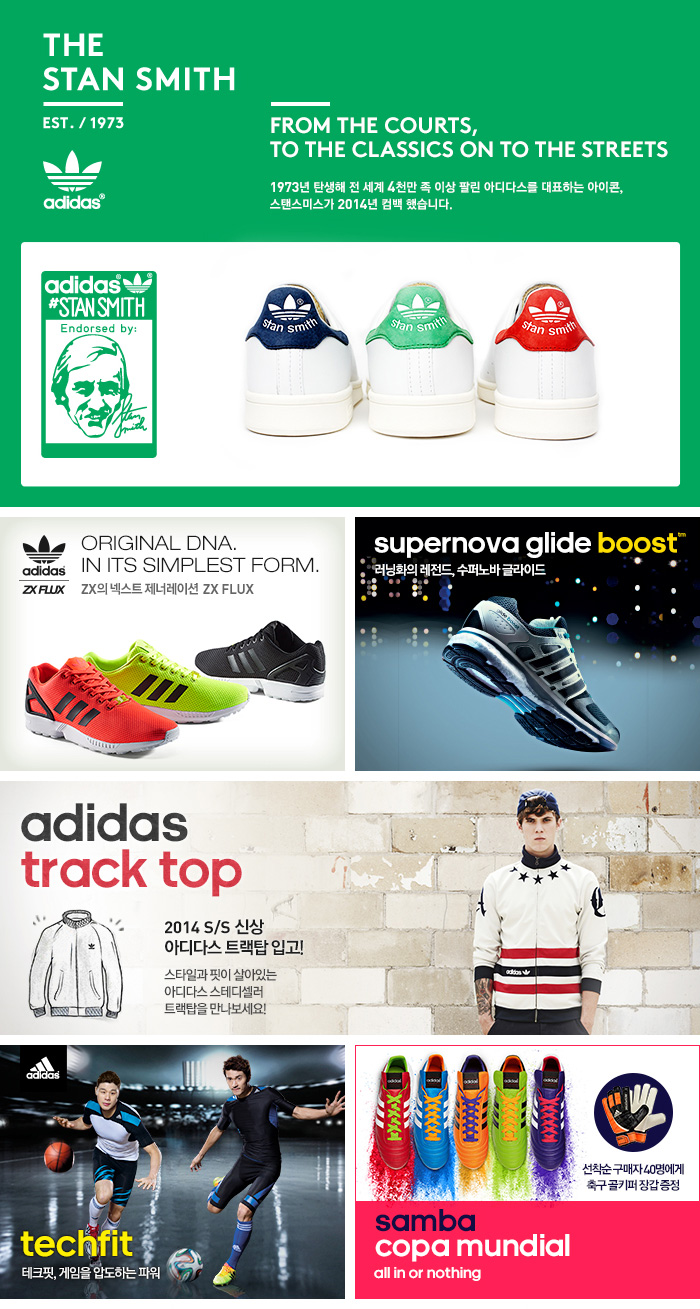 THE
STAN SMITH
EST. / 1973
adidas®
FROM THE COURTS,
TO THE CLASSICS ON TO THE STREETS
1973년 탄생해 전 세계 4천만 족 이상 팔린 아디다스를 대표하는 아이콘,
스탠스미스가 2014년 컴백 했습니다.
adidas
#STAN SMITH
Endorsed by:
Stan
Smith
stan smith
stan smith
stan smith
adidas
ZX FLUX
ORIGINAL DNA.
IN ITS SIMPLEST FORM.
ZX의 넥스트 제너레이션 ZX FLUX
supernova glide boost™
러닝화의 레전드, 수퍼노바 글라이드
adidas
track top
2014 S/S 신상
아디다스 트랙탑 입고!
스타일과 핏이 살아있는
아디다스 스테디셀러
트랙탑을 만나보세요!
adidas
adidas
techfit
테크핏, 게임을 압도하는 파워
adidas
adidas
adidas
adidas
adidas
선착순 구매자 40명에게
축구 골키퍼 장갑 증정
samba
copa mundial
all in or nothing